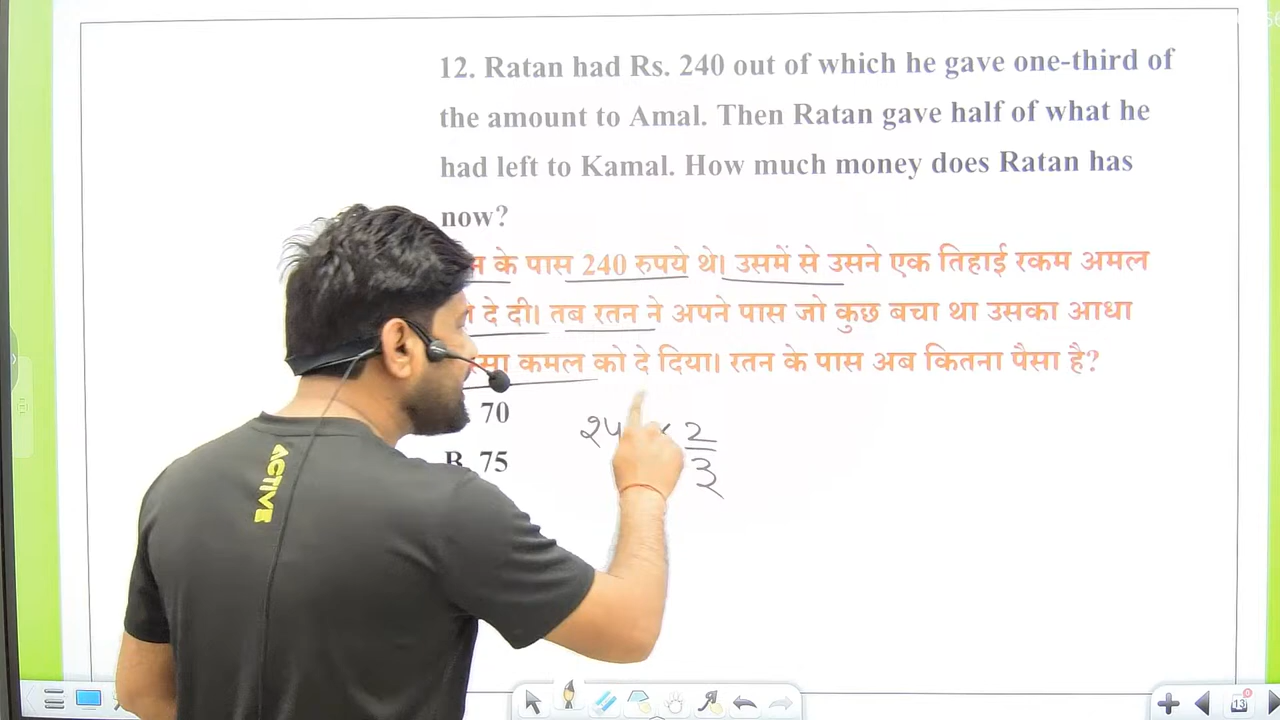 12. Ratan had Rs. 240 out of which he gave one-third of
the amount to Amal. Then Ratan gave half of what he
had left to Kamal. How much money does Ratan has
now?
के पास 240 रुपये थे। उसमें से उसने एक तिहाई रकम अमल
दे दी। तब रतन ने अपने पास जो कुछ बचा था उसका आधा
कमल को दे दिया। रतन के पास अब कितना पैसा है?
70
B. 75
2
3
ACTIVE
13